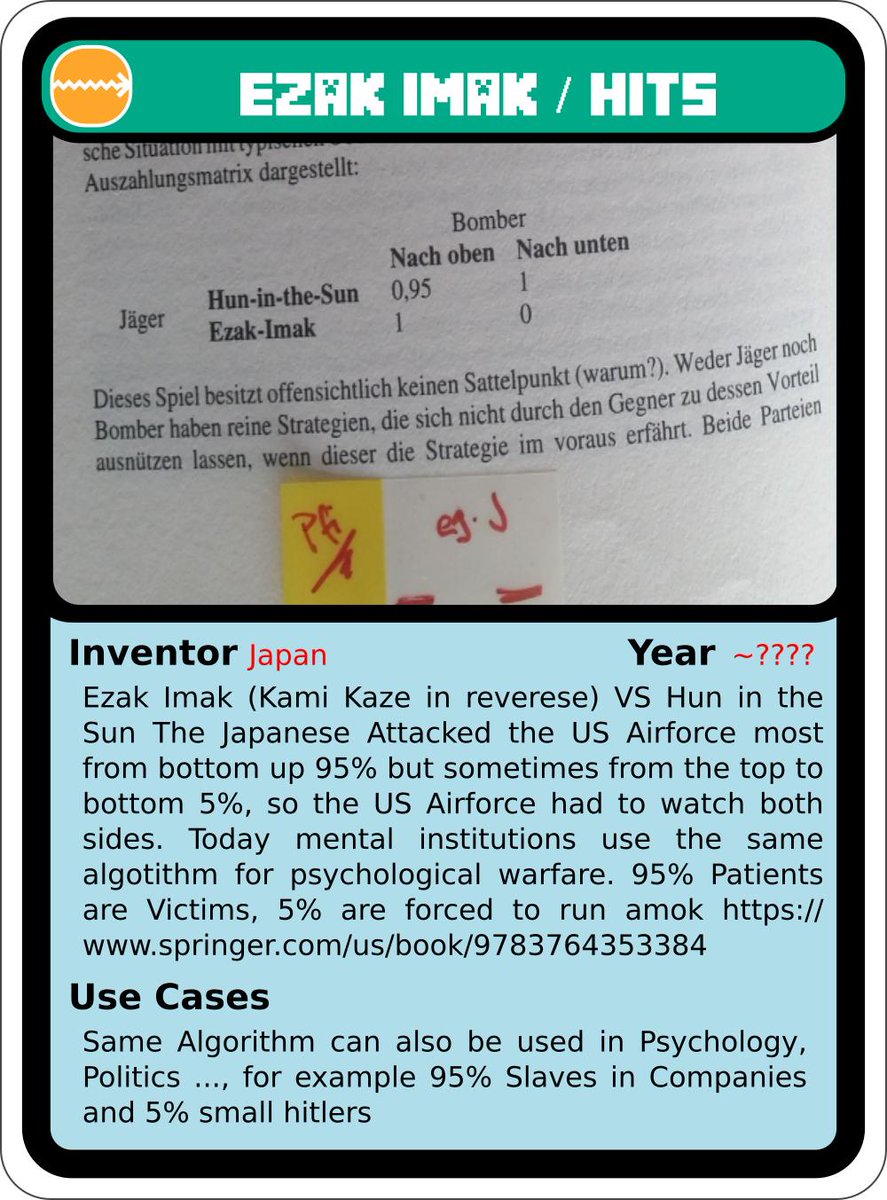 EZAK IMAK / HITS
sche Situation mit typischen
Auszahlungsmatrix dargestellt:
Bomber
Nach oben Nach unten
Hun-in-the-Sun 0,95 1
Jäger
Ezak-Imak 1 0
Dieses Spiel besitzt offensichtlich keinen Sattelpunkt (warum?). Weder Jäger noch
Bomber haben reine Strategien, die sich nicht durch den Gegner zu dessen Vorteil
ausnützen lassen, wenn dieser die Strategie im voraus erfährt. Beide Parteien
eg. J
Inventor Japan Year ~????
Ezak Imak (Kami Kaze in reverese) VS Hun in the
Sun The Japanese Attacked the US Airforce most
from bottom up 95% but sometimes from the top to
bottom 5%, so the US Airforce had to watch both
sides. Today mental institutions use the same
algotithm for psychological warfare. 95% Patients
are Victims, 5% are forced to run amok https://
www.springer.com/us/book/9783764353384
Use Cases
Same Algorithm can also be used in Psychology,
Politics ..., for example 95% Slaves in Companies
and 5% small hitlers